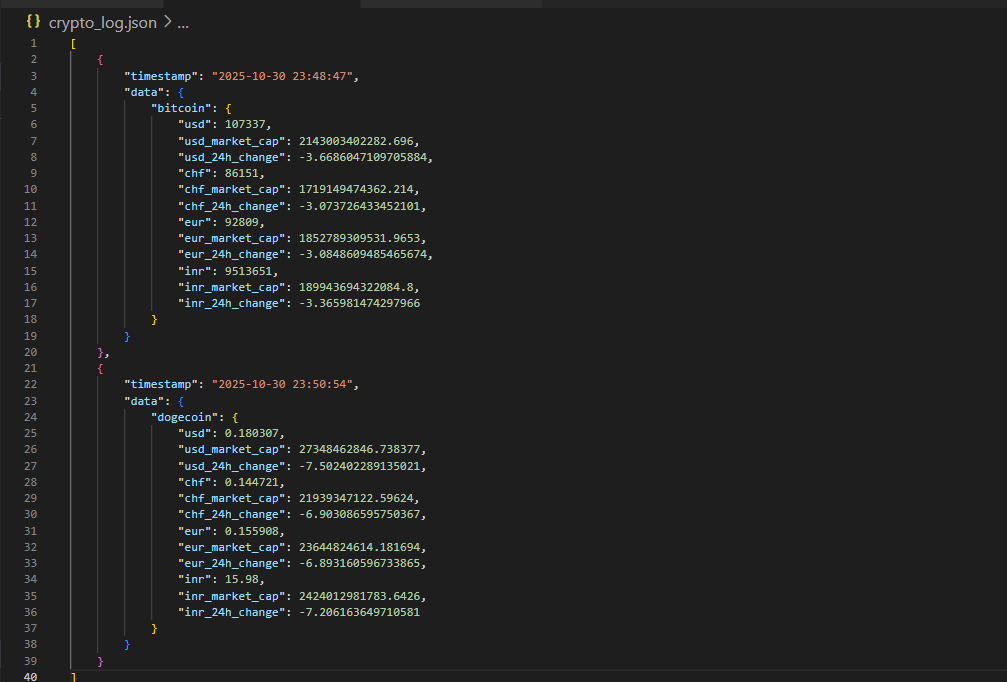 {} crypto_log.json > ...
1 [
2 {
3 "timestamp": "2025-10-30 23:48:47",
4 "data": {
5 "bitcoin": {
6 "usd": 107337,
7 "usd_market_cap": 2143003402282.696,
8 "usd_24h_change": -3.6686047109705884,
9 "chf": 86151,
10 "chf_market_cap": 1719149474362.214,
11 "chf_24h_change": -3.073726433452101,
12 "eur": 92809,
13 "eur_market_cap": 1852789309531.9653,
14 "eur_24h_change": -3.0848609485465674,
15 "inr": 9513651,
16 "inr_market_cap": 189943694322084.8,
17 "inr_24h_change": -3.365981474297966
18 }
19 }
20 },
21 {
22 "timestamp": "2025-10-30 23:50:54",
23 "data": {
24 "dogecoin": {
25 "usd": 0.180307,
26 "usd_market_cap": 27348462846.738377,
27 "usd_24h_change": -7.502402289135021,
28 "chf": 0.144721,
29 "chf_market_cap": 21939347122.59624,
30 "chf_24h_change": -6.903086595750367,
31 "eur": 0.155908,
32 "eur_market_cap": 23644824614.181694,
33 "eur_24h_change": -6.893160596733865,
34 "inr": 15.98,
35 "inr_market_cap": 2424012981783.6426,
36 "inr_24h_change": -7.206163649710581
37 }
38 }
39 }
40 ]